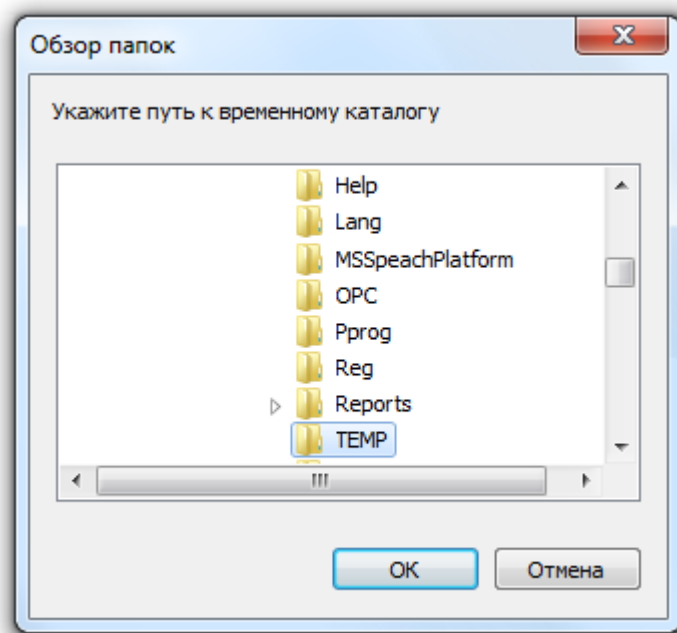 Обзор папок
Укажите путь к временному каталогу
Help
Lang
MSSpeachPlatform
OPC
Pprog
Reg
Reports
TEMP
OK
Отмена